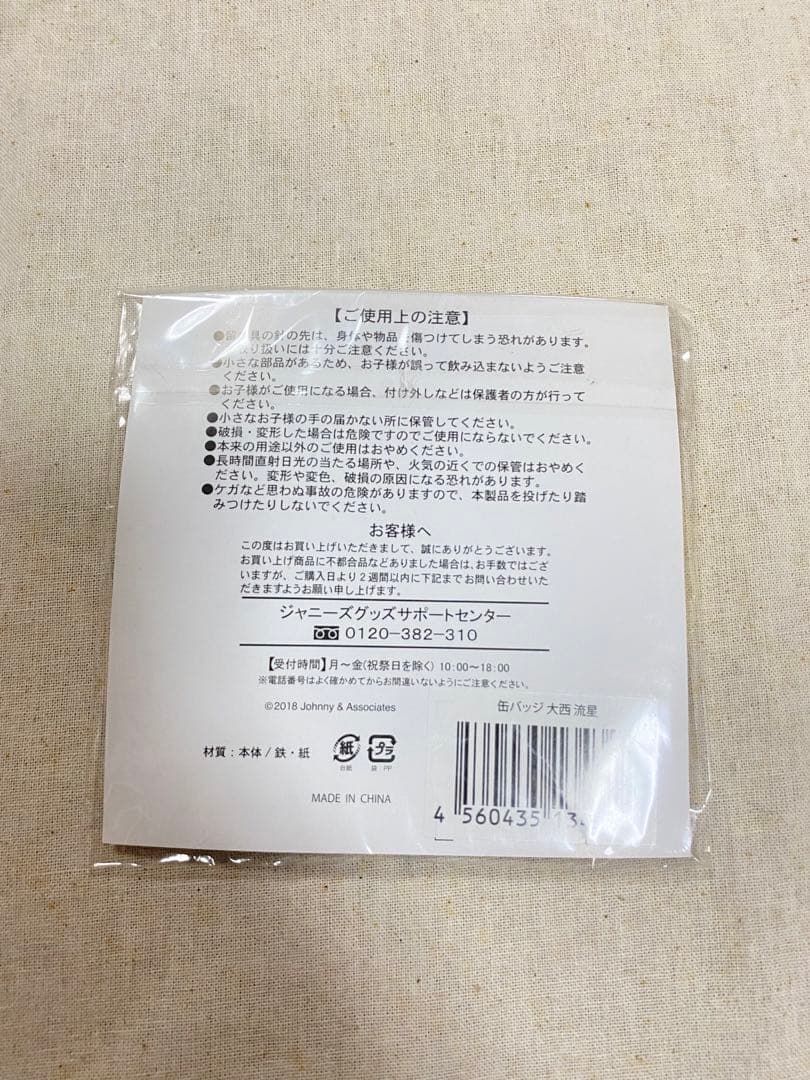 【ご使用上の注意】
●留め具の針の先は、身体や物品を傷つけてしまう恐れがあります。
取り扱いには十分ご注意ください。
●小さな部品があるため、お子様が誤って飲み込まないようご注意
ください。
●お子様がご使用になる場合、付け外しなどは保護者の方が行って
ください。
●小さなお子様の手の届かない所に保管してください。
●破損・変形した場合は危険ですのでご使用にならないでください。
●本来の用途以外のご使用はおやめください。
●長時間直射日光の当たる場所や、火気の近くでの保管はおやめく
ださい。変形や変色、破損の原因になる恐れがあります。
●ケガなど思わぬ事故の危険がありますので、本製品を投げたり踏
みつけたりしないでください。
お客様へ
この度はお買い上げいただきまして、誠にありがとうございます。
お買い上げ商品に不都合品などありました場合は、お手数ではござ
いますが、ご購入日より2週間以内に下記までお問い合わせいた
だきますようお願い申し上げます。
ジャニーズグッズサポートセンター
0120-382-310
【受付時間】月～金(祝祭日を除く) 10:00～18:00
※電話番号はよく確かめてからお間違いないようにご注意ください。
©2018 Johnny & Associates
缶バッジ 大西 流星
材質：本体/鉄・紙
紙 プラ
台紙 袋 PP
MADE IN CHINA
4 560435 134